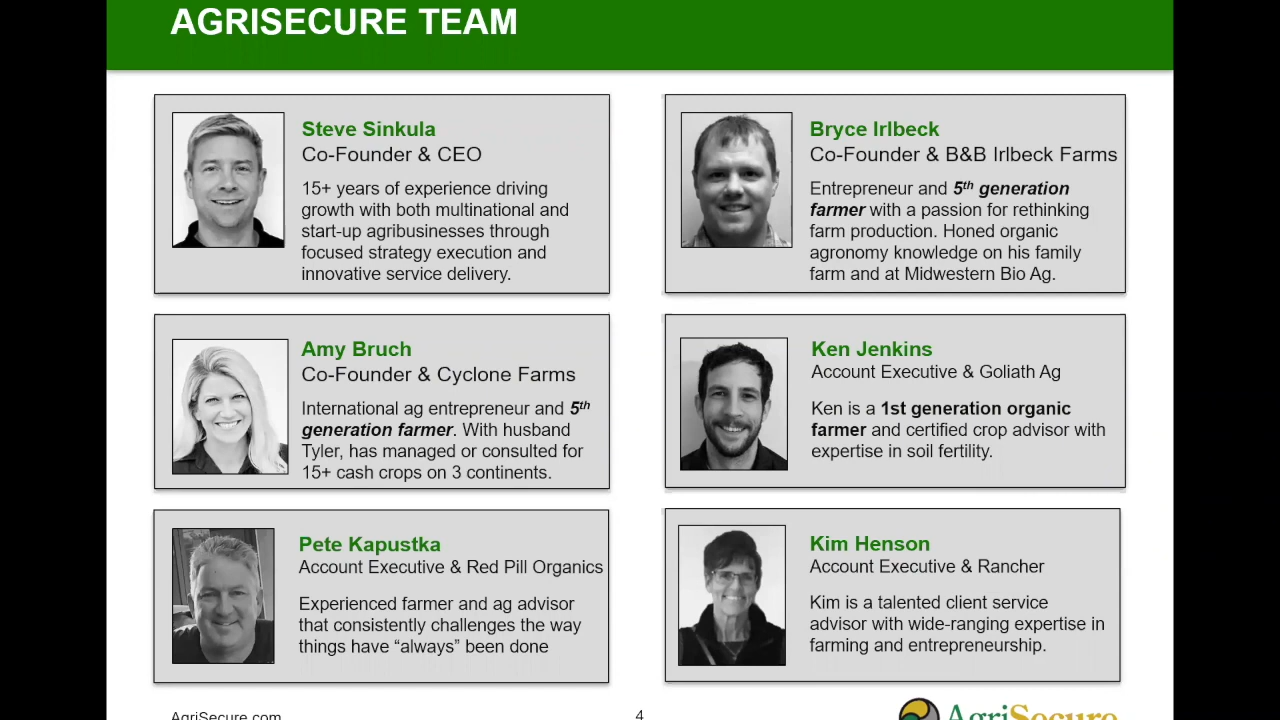 AGRISECURE TEAM
Steve Sinkula
Co-Founder & CEO
15+ years of experience driving
growth with both multinational and
start-up agribusinesses through
focused strategy execution and
innovative service delivery.
Bryce Irlbeck
Co-Founder & B&B Irlbeck Farms
Entrepreneur and 5th generation
farmer with a passion for rethinking
farm production. Honed organic
agronomy knowledge on his family
farm and at Midwestern Bio Ag.
Amy Bruch
Co-Founder & Cyclone Farms
International ag entrepreneur and 5th
generation farmer. With husband
Tyler, has managed or consulted for
15+ cash crops on 3 continents.
Ken Jenkins
Account Executive & Goliath Ag
Ken is a 1st generation organic
farmer and certified crop advisor with
expertise in soil fertility.
Pete Kapustka
Account Executive & Red Pill Organics
Experienced farmer and ag advisor
that consistently challenges the way
things have “always” been done
Kim Henson
Account Executive & Rancher
Kim is a talented client service
advisor with wide-ranging expertise in
farming and entrepreneurship.
AgriSecure.com
4
AgriSecure